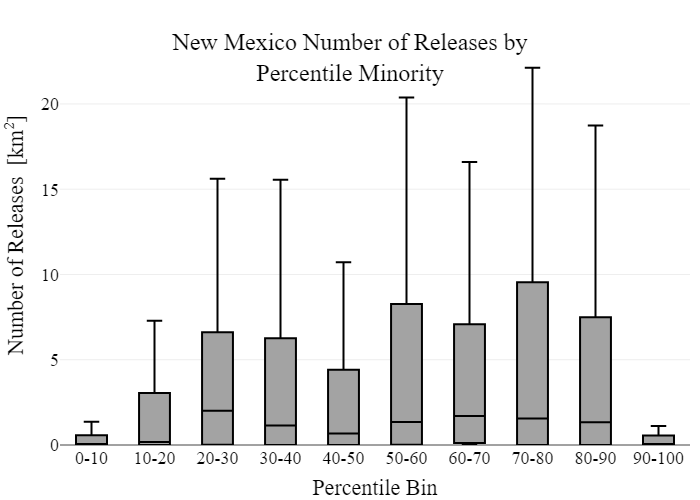 New Mexico Number of Releases by
Percentile Minority
Number of Releases [km²]
20
15
10
5
0
0-10 10-20 20-30 30-40 40-50 50-60 60-70 70-80 80-90 90-100
Percentile Bin